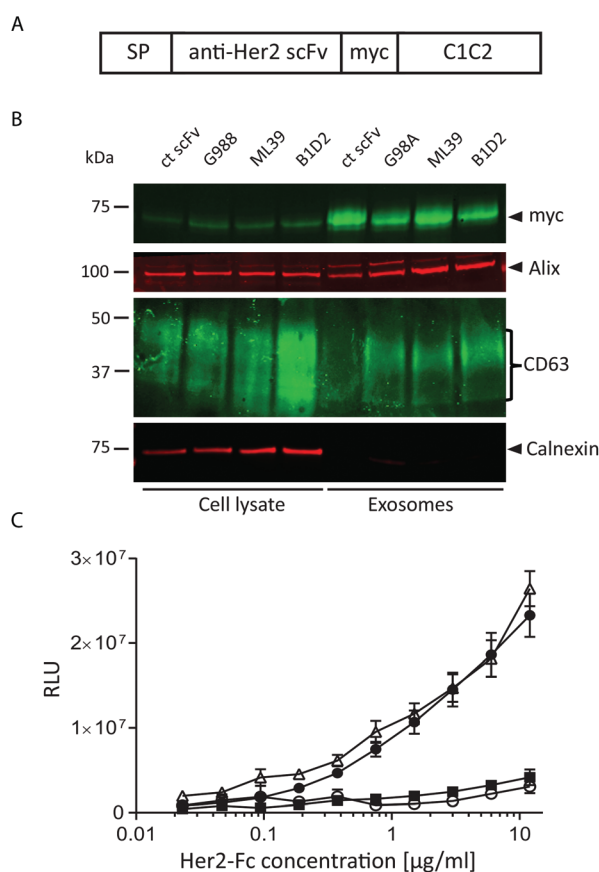 A
SP anti-Her2 scFv myc C1C2
B
kDa
ct scFv G988 ML39 B1D2 ct scFv G98A ML39 B1D2
75 myc
100 Alix
50
37 CD63
75 Calnexin
Cell lysate Exosomes
C
3×10⁷
2×10⁷
1×10⁷
0
RLU
0.01 0.1 1 10
Her2-Fc concentration [µg/ml]